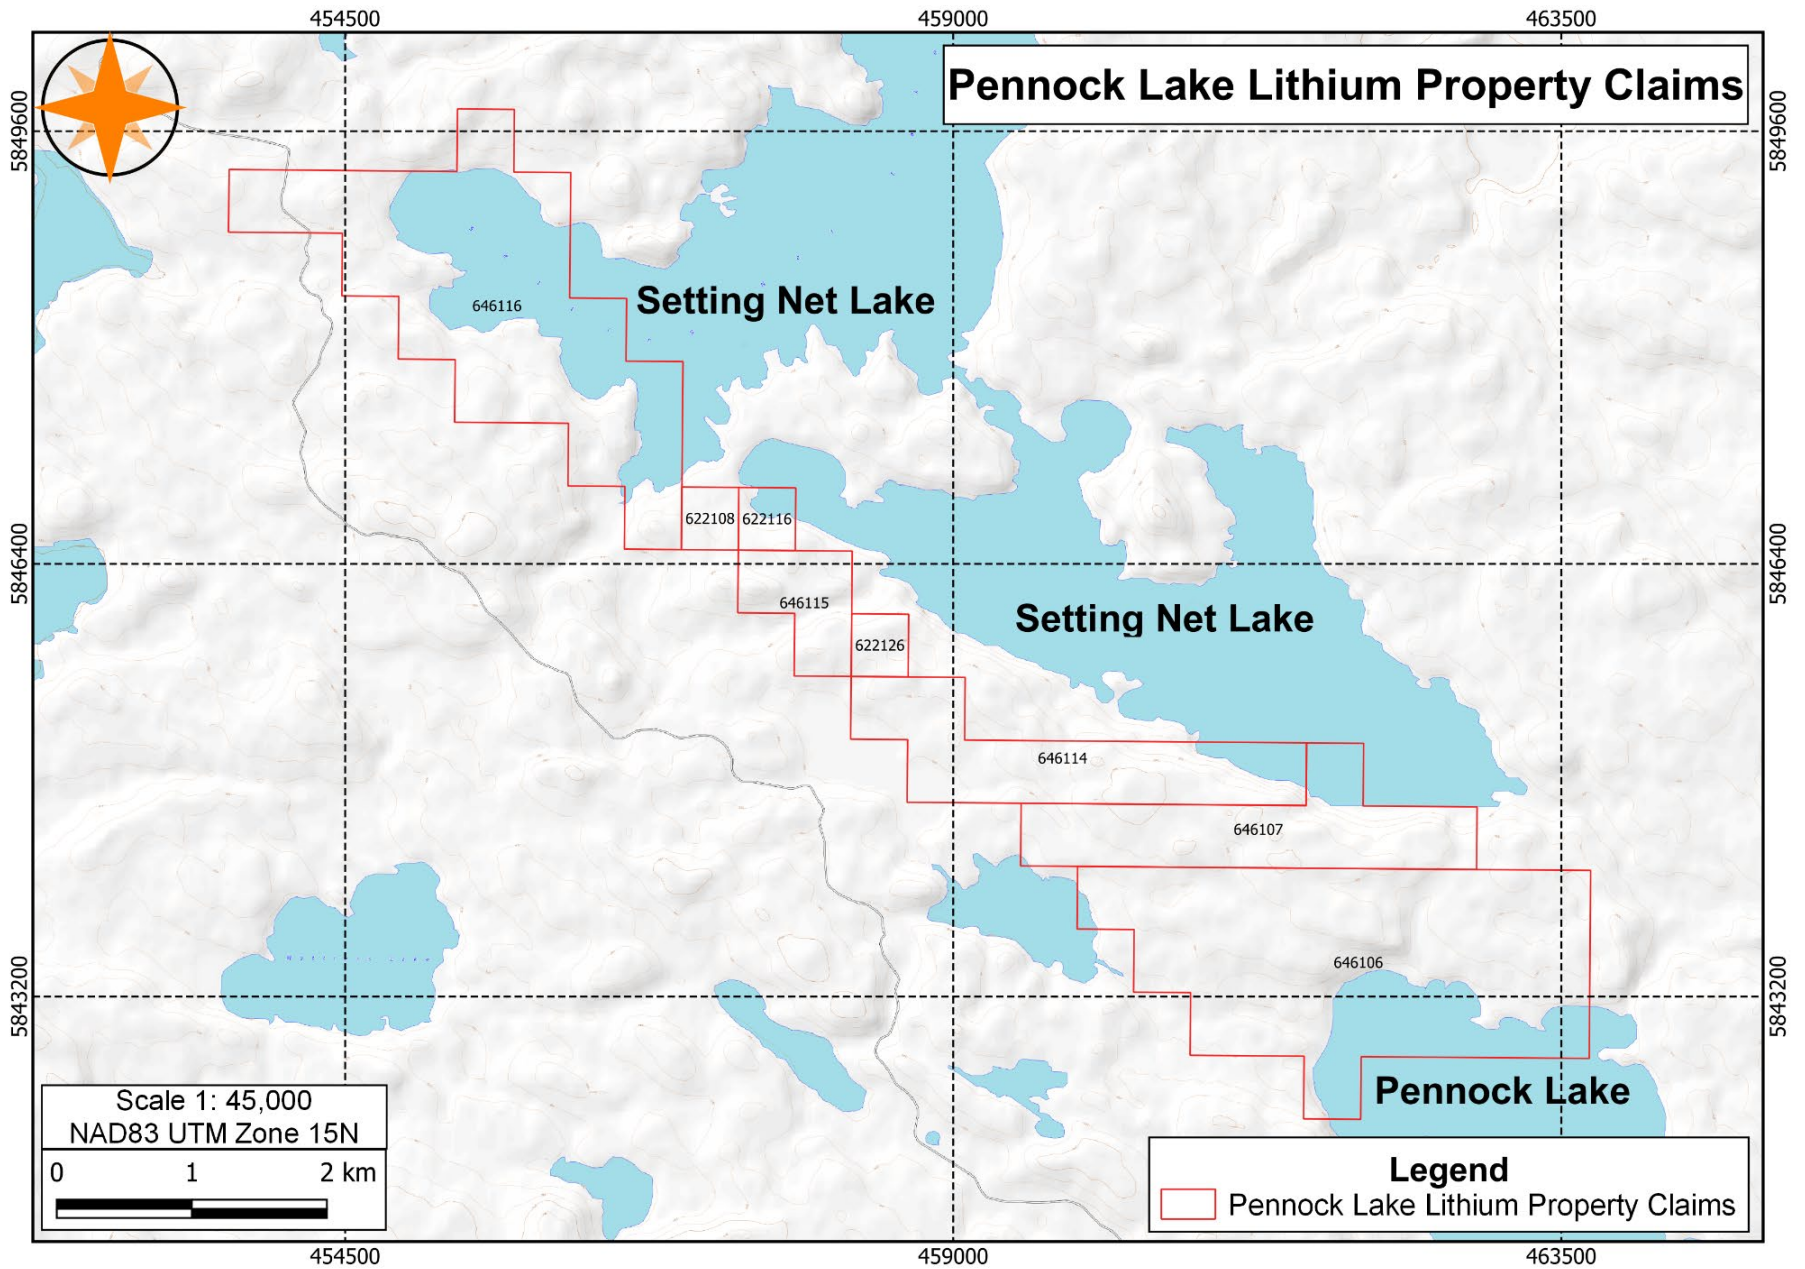 454500 459000 463500
Pennock Lake Lithium Property Claims
5849600 5849600
646116
Setting Net Lake
622108 622116
5846400 5846400
646115
Setting Net Lake
622126
646114
646107
646106
5843200 5843200
Pennock Lake
Scale 1: 45,000
NAD83 UTM Zone 15N
0 1 2 km
Legend
Pennock Lake Lithium Property Claims
454500 459000 463500